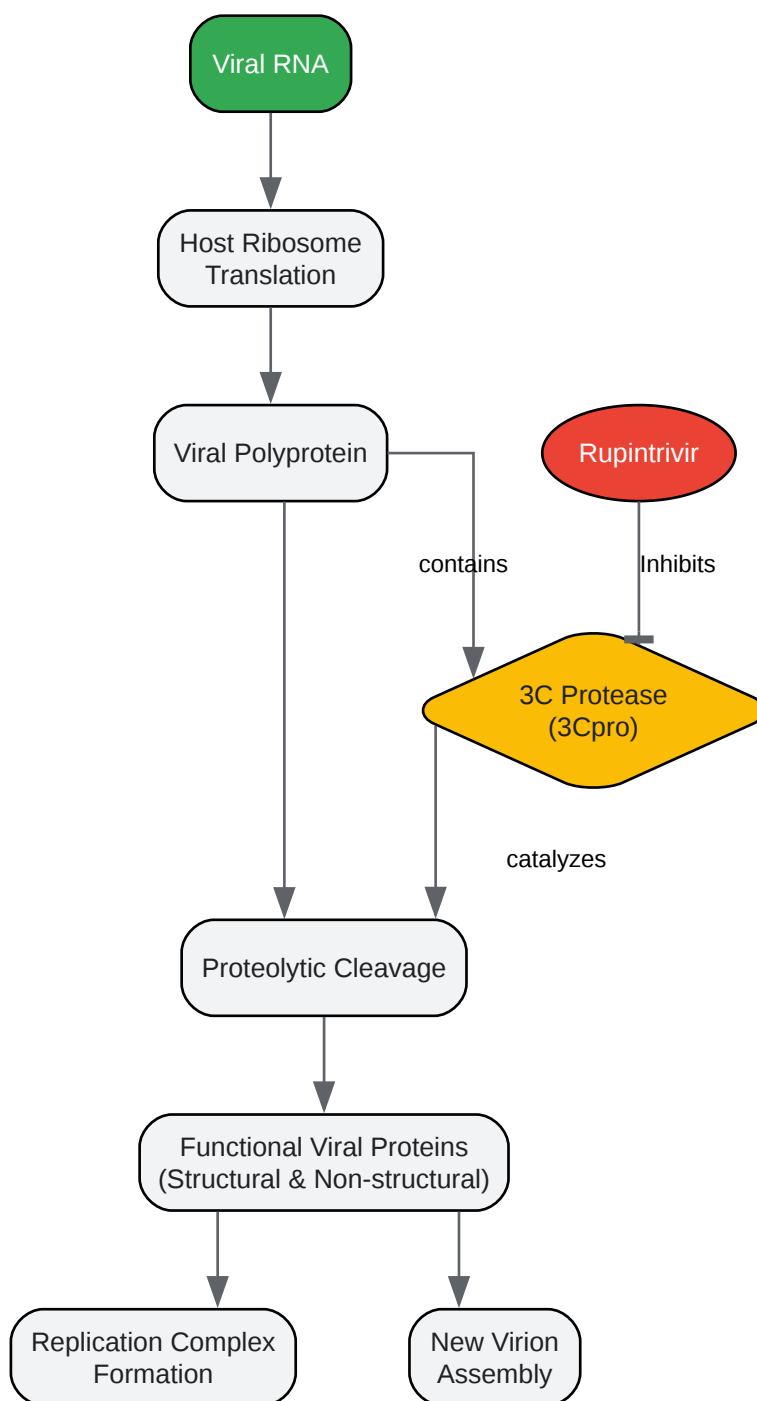 Viral RNA
Host Ribosome
Translation
Viral Polyprotein
Rupintrivir
contains
Inhibits
3C Protease
(3Cpro)
catalyzes
Proteolytic Cleavage
Functional Viral Proteins
(Structural & Non-structural)
Replication Complex
Formation
New Virion
Assembly